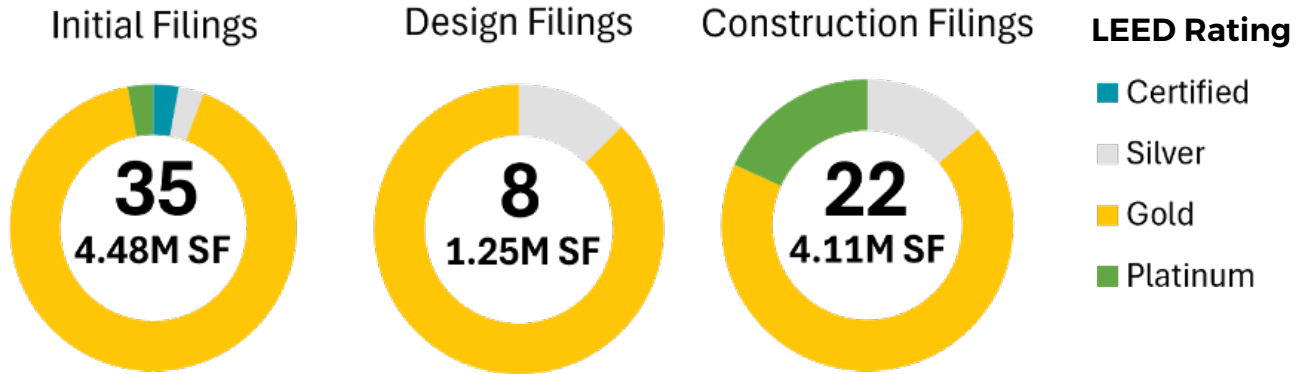 Initial Filings
Design Filings
Construction Filings
LEED Rating
35
4.48M SF
8
1.25M SF
22
4.11M SF
Certified
Silver
Gold
Platinum